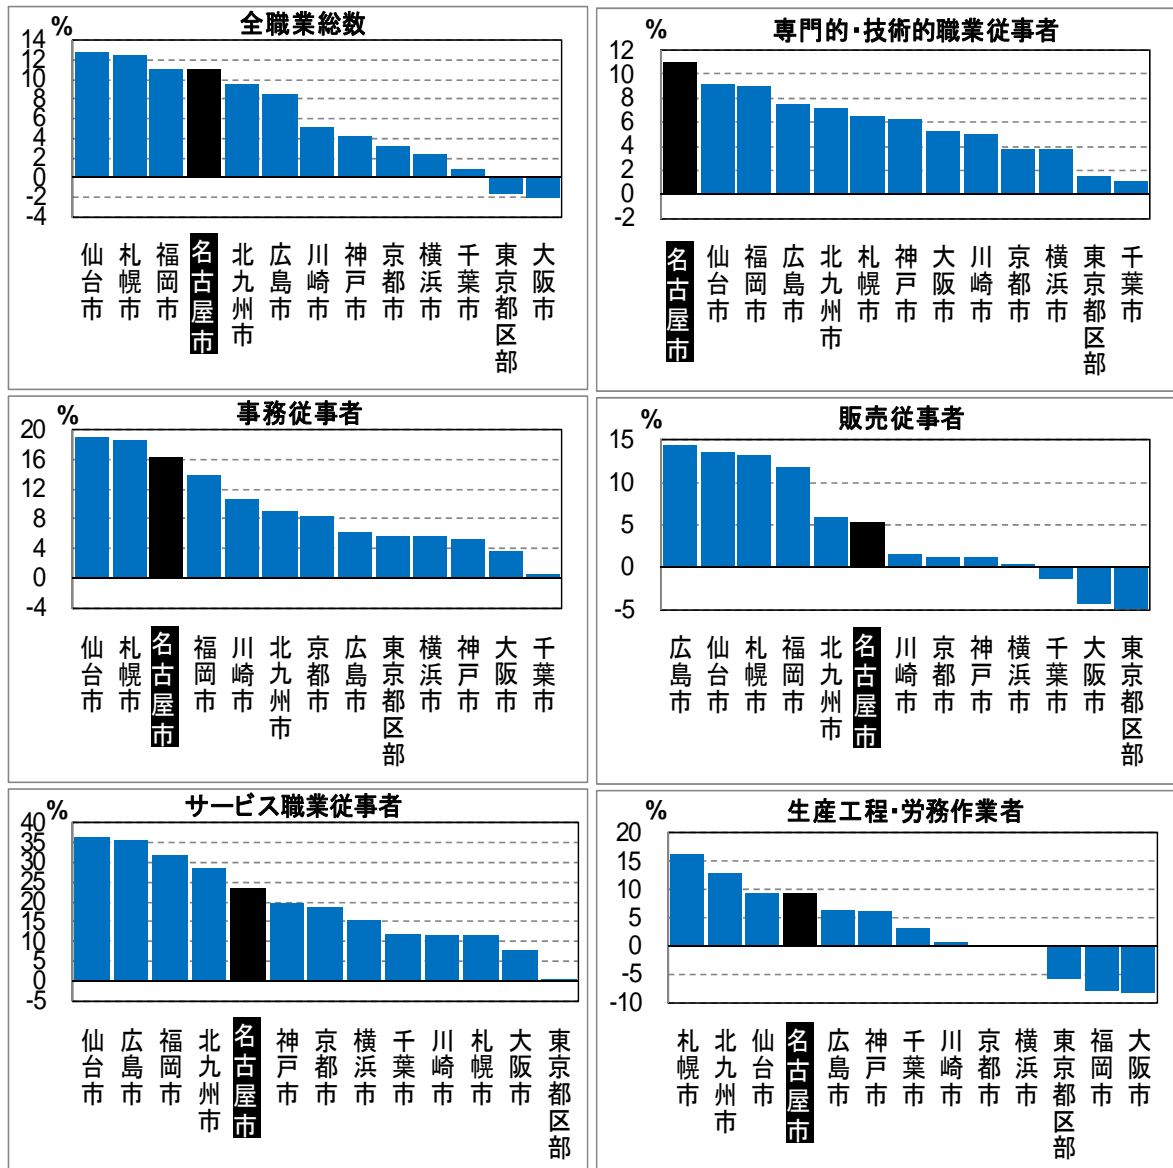 全職業総数
%
14
12
10
8
6
4
2
0
-2
-4
仙台市
札幌市
福岡市
名古屋市
北九州市
広島市
川崎市
神戸市
京都市
横浜市
千葉市
東京都区部
大阪市
専門的・技術的職業従事者
%
12
10
8
6
4
2
0
-2
名古屋市
仙台市
福岡市
広島市
北九州市
札幌市
神戸市
大阪市
川崎市
京都市
横浜市
東京都区部
千葉市
事務従事者
%
20
16
12
8
4
0
-4
仙台市
札幌市
名古屋市
福岡市
川崎市
北九州市
京都市
広島市
東京都区部
横浜市
神戸市
大阪市
千葉市
販売従事者
%
15
10
5
0
-5
広島市
仙台市
札幌市
福岡市
北九州市
名古屋市
川崎市
京都市
神戸市
横浜市
千葉市
大阪市
東京都区部
サービス職業従事者
%
40
35
30
25
20
15
10
5
0
-5
仙台市
広島市
福岡市
北九州市
名古屋市
神戸市
京都市
横浜市
千葉市
川崎市
札幌市
大阪市
東京都区部
生産工程・労務作業者
%
20
15
10
5
0
-5
-10
札幌市
北九州市
仙台市
名古屋市
広島市
神戸市
千葉市
川崎市
京都市
横浜市
東京都区部
福岡市
大阪市